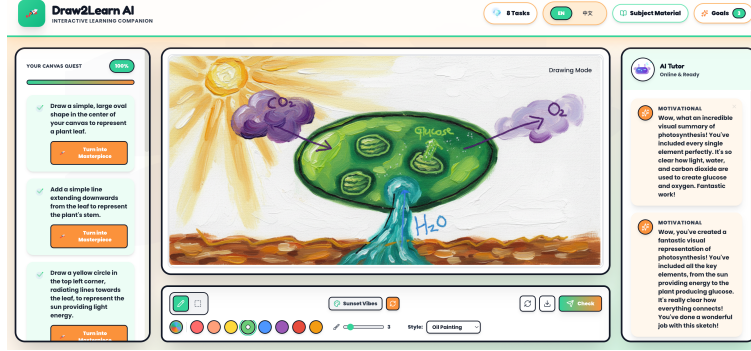 Draw2Learn AI
INTERACTIVE LEARNING COMPANION
8 Tasks
EN
中文
Subject Material
Goals
2
YOUR CANVAS QUEST
100%
Draw a simple, large oval
shape in the center of
your canvas to represent
a plant leaf.
Turn into
Masterpiece
Add a simple line
extending downwards
from the leaf to represent
the plant's stem.
Turn into
Masterpiece
Draw a yellow circle in
the top left corner,
radiating lines towards
the leaf, to represent the
sun providing light
energy.
Turn into
Masterpiece
Drawing Mode
CO2
O2
glucose
H2O
Sunset Vibes
Check
3
Style:
Oil Painting
AI Tutor
Online & Ready
MOTIVATIONAL
Wow, what an incredible
visual summary of
photosynthesis! You've
included every single
element perfectly. It's so
clear how light, water,
and carbon dioxide are
used to create glucose
and oxygen. Fantastic
work!
MOTIVATIONAL
Wow, you've created a
fantastic visual
representation of
photosynthesis! You've
included all the key
elements, from the sun
providing energy to the
plant producing glucose.
It's really clear how
everything connects!
You've done a wonderful
job with this sketch!